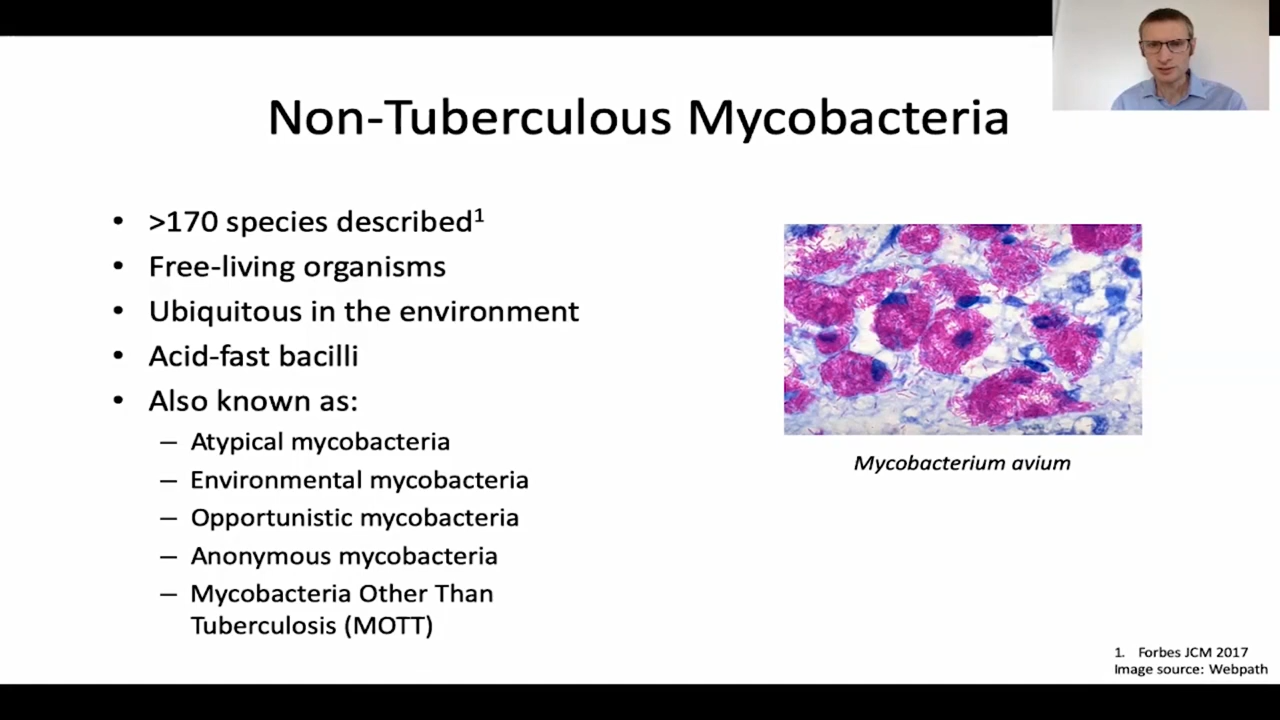 Non-Tuberculous Mycobacteria
• >170 species described¹
• Free-living organisms
• Ubiquitous in the environment
• Acid-fast bacilli
• Also known as:
– Atypical mycobacteria
– Environmental mycobacteria
– Opportunistic mycobacteria
– Anonymous mycobacteria
– Mycobacteria Other Than
Tuberculosis (MOTT)
Mycobacterium avium
1. Forbes JCM 2017
Image source: Webpath